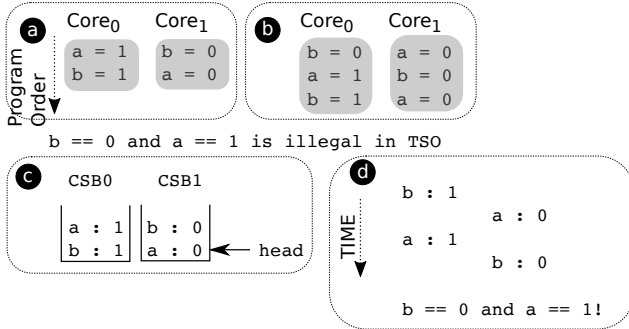 a
Core0 Core1
a = 1 b = 0
b = 1 a = 0
Program
Order
b
Core0 Core1
b = 0 a = 0
a = 1 b = 0
b = 1 a = 0
b == 0 and a == 1 is illegal in TSO
c
CSB0 CSB1
a : 1 b : 0
b : 1 a : 0 head
d
TIME
b : 1
a : 0
a : 1
b : 0
b == 0 and a == 1!